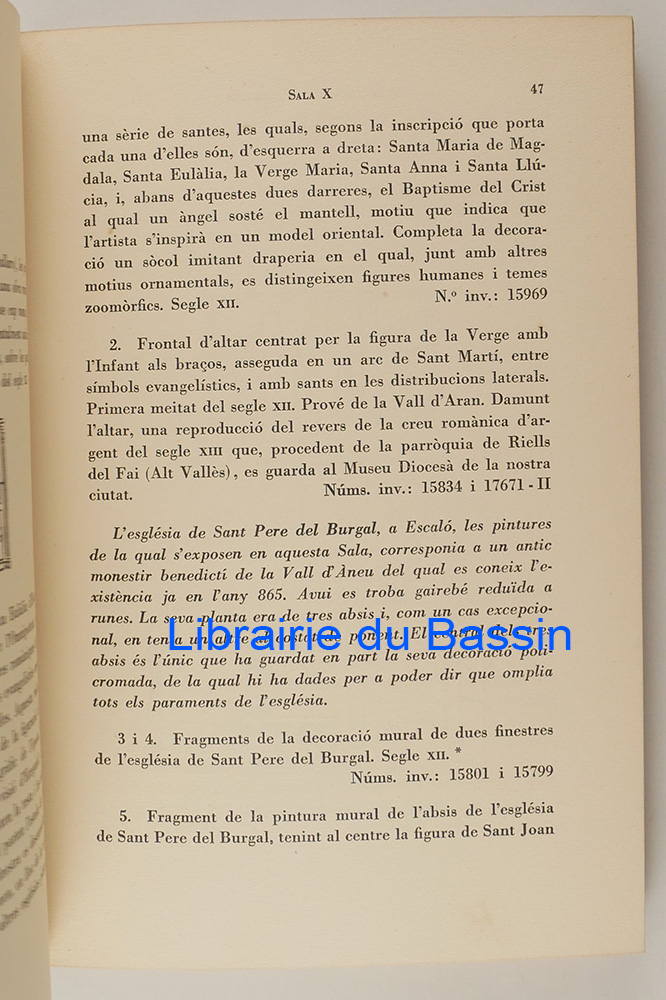 SALA X 47
una sèrie de santes, les quals, segons la inscripció que porta
cada una d'elles són, d'esquerra a dreta: Santa Maria de Mag-
dala, Santa Eulàlia, la Verge Maria, Santa Anna i Santa Llú-
cia, i, abans d'aquestes dues darreres, el Baptisme del Crist
al qual un àngel sosté el mantell, motiu que indica que
l'artista s'inspirà en un model oriental. Completa la decora-
ció un sòcol imitant draperia en el qual, junt amb altres
motius ornamentals, es distingeixen figures humanes i temes
zoomòrfics. Segle XII. N.º inv.: 15969
2. Frontal d'altar centrat per la figura de la Verge amb
l'Infant als braços, asseguda en un arc de Sant Martí, entre
símbols evangelístics, i amb sants en les distribucions laterals.
Primera meitat del segle XII. Prové de la Vall d'Aran. Damunt
l'altar, una reproducció del revers de la creu romànica d'ar-
gent del segle XIII que, procedent de la parròquia de Riells
del Fai (Alt Vallès), es guarda al Museu Diocesà de la nostra
ciutat. Núms. inv.: 15834 i 17671 - II
L'església de Sant Pere del Burgal, a Escaló, les pintures
de la qual s'exposen en aquesta Sala, corresponia a un antic
monestir benedictí de la Vall d'Àneu del qual es coneix l'e-
xistència ja en l'any 865. Avui es troba gairebé reduïda a
runes. La seva planta era de tres absis i, com un cas excepcio-
nal, en tenia un altre al costat de ponent. El central dels tres
absis és l'únic que ha guardat en part la seva decoració poli-
cromada, de la qual hi ha dades per a poder dir que omplia
tots els paraments de l'església.
Librairie du Bassin
3 i 4. Fragments de la decoració mural de dues finestres
de l'església de Sant Pere del Burgal. Segle XII. *
Núms. inv.: 15801 i 15799
5. Fragment de la pintura mural de l'absis de l'església
de Sant Pere del Burgal, tenint al centre la figura de Sant Joan